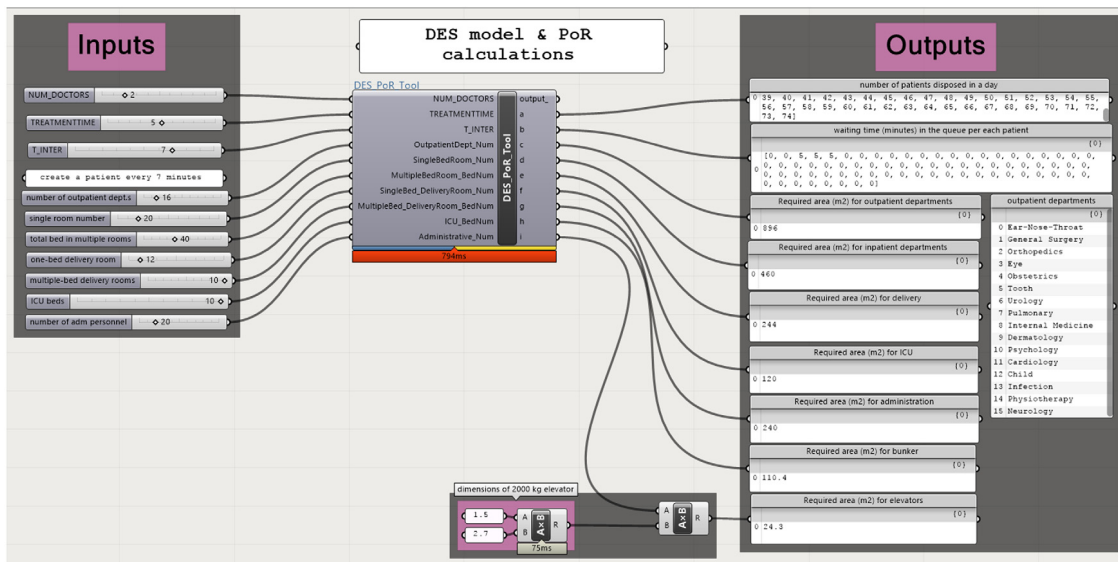 Inputs
NUM_DOCTORS 2
TREATMENTTIME 5
T_INTER 7
create a patient every 7 minutes
number of outpatient dept.s 16
single room number 20
total bed in multiple rooms 40
one-bed delivery room 12
multiple-bed delivery rooms 10
ICU beds 10
number of adm personnel 20
DES model & PoR
calculations
DES_PoR_Tool
NUM_DOCTORS output_
TREATMENTTIME a
T_INTER b
OutpatientDept_Num c
SingleBedRoom_Num d
MultipleBedRoom_BedNum e
SingleBed_DeliveryRoom_Num f
MultipleBed_DeliveryRoom_Num g
ICU_BedNum h
Administrative_Num i
DES_PoR_Tool
794ms
dimensions of 2000 kg elevator
1.5
2.7
A
B
A×B
R
75ms
A
B
A×B
R
Outputs
number of patients disposed in a day
0 39, 40, 41, 42, 43, 44, 45, 46, 47, 48, 49, 50, 51, 52, 53, 54, 55,
56, 57, 58, 59, 60, 61, 62, 63, 64, 65, 66, 67, 68, 69, 70, 71, 72,
73, 74]
waiting time (minutes) in the queue per each patient
{0}
[0, 0, 5, 5, 5, 0, 0, 0, 0, 0, 0, 0, 0, 0, 0, 0, 0, 0, 0, 0,
0, 0, 0, 0, 0, 0, 0, 0, 0, 0, 0, 0, 0, 0, 0, 0, 0, 0, 0, 0,
0 0, 0, 0, 0, 0, 0, 0, 0, 0, 0, 0, 0, 0, 0, 0, 0, 0, 0, 0, 0,
0, 0, 0, 0, 0, 0, 0, 0]
Required area (m2) for outpatient departments
{0}
0 896
Required area (m2) for inpatient departments
{0}
0 460
Required area (m2) for delivery
{0}
0 244
Required area (m2) for ICU
{0}
0 120
Required area (m2) for administration
{0}
0 240
Required area (m2) for bunker
{0}
0 110.4
Required area (m2) for elevators
{0}
0 24.3
outpatient departments
{0}
0 Ear-Nose-Throat
1 General Surgery
2 Orthopedics
3 Eye
4 Obstetrics
5 Tooth
6 Urology
7 Pulmonary
8 Internal Medicine
9 Dermatology
10 Psychology
11 Cardiology
12 Child
13 Infection
14 Physiotherapy
15 Neurology